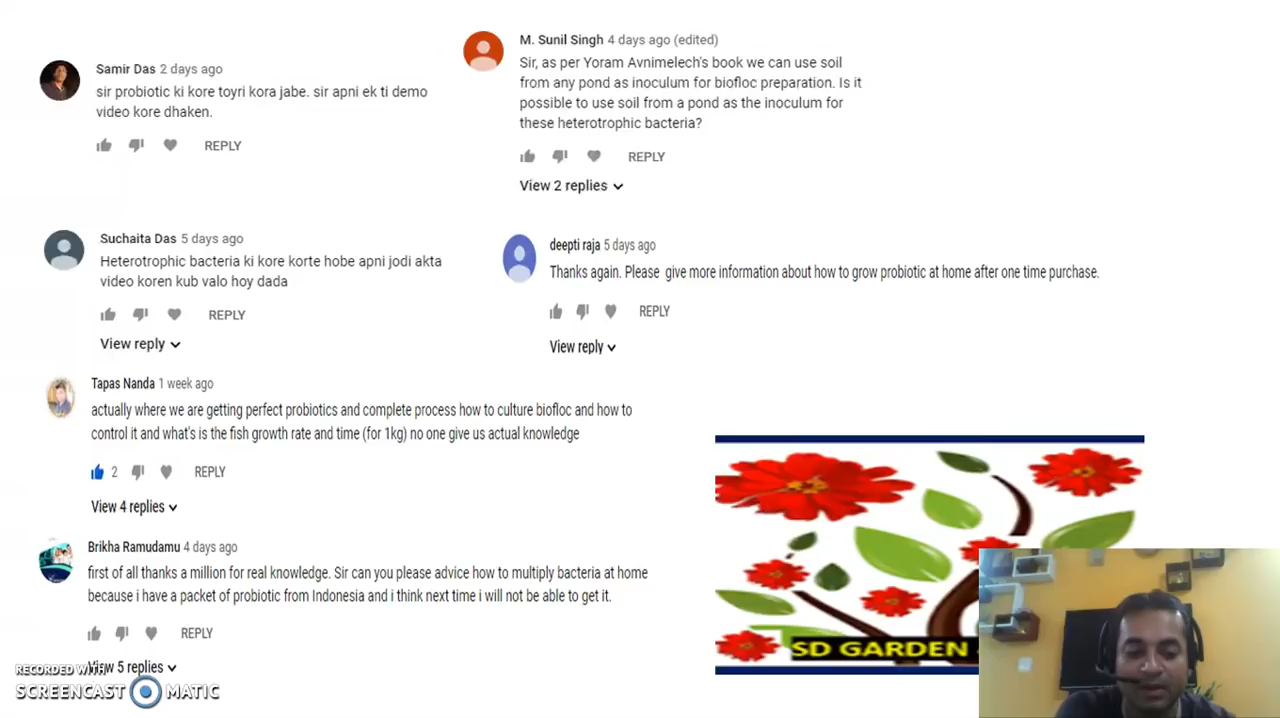 Samir Das 2 days ago
sir probiotic ki kore toyri kora jabe. sir apni ek ti demo
video kore dhaken.
REPLY
M. Sunil Singh 4 days ago (edited)
Sir, as per Yoram Avnimelech's book we can use soil
from any pond as inoculum for biofloc preparation. Is it
possible to use soil from a pond as the inoculum for
these heterotrophic bacteria?
REPLY
View 2 replies
Suchaita Das 5 days ago
Heterotrophic bacteria ki kore korte hobe apni jodi akta
video koren kub valo hoy dada
REPLY
View reply
deepti raja 5 days ago
Thanks again. Please give more information about how to grow probiotic at home after one time purchase.
REPLY
View reply
Tapas Nanda 1 week ago
actually where we are getting perfect probiotics and complete process how to culture biofloc and how to
control it and what's is the fish growth rate and time (for 1kg) no one give us actual knowledge
2 REPLY
View 4 replies
Brikha Ramudamu 4 days ago
first of all thanks a million for real knowledge. Sir can you please advice how to multiply bacteria at home
because i have a packet of probiotic from Indonesia and i think next time i will not be able to get it.
REPLY
View 5 replies
RECORDED WITH
SCREENCAST MATIC
SD GARDEN